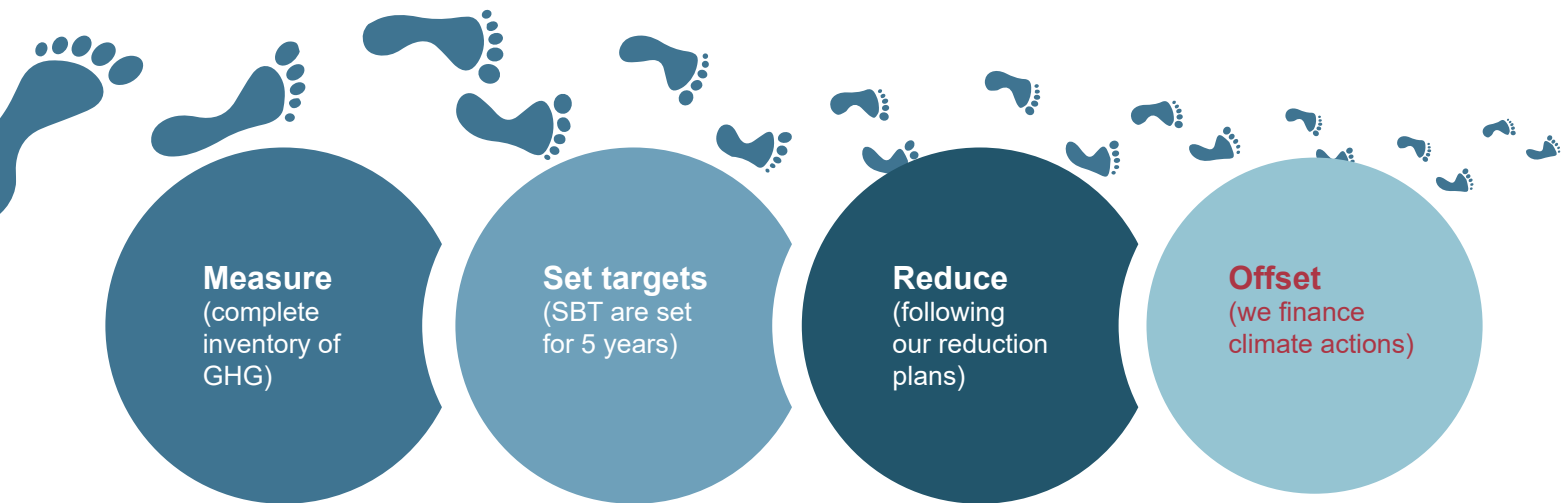 Measure
(complete
inventory of
GHG)
Set targets
(SBT are set
for 5 years)
Reduce
(following
our reduction
plans)
Offset
(we finance
climate actions)